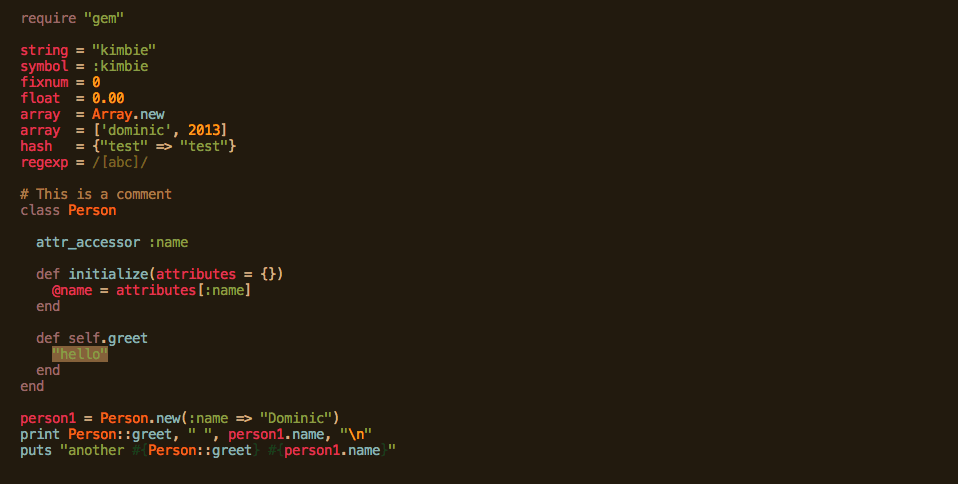 require "gem"

string = "kimbie"
symbol = :kimbie
fixnum = 0
float  = 0.00
array  = Array.new
array  = ['dominic', 2013]
hash   = {"test" => "test"}
regexp = /[abc]/

# This is a comment
class Person

  attr_accessor :name

  def initialize(attributes = {})
    @name = attributes[:name]
  end

  def self.greet
    "hello"
  end
end

person1 = Person.new(:name => "Dominic")
print Person::greet, " ", person1.name, "\n"
puts "another #{Person::greet} #{person1.name}"